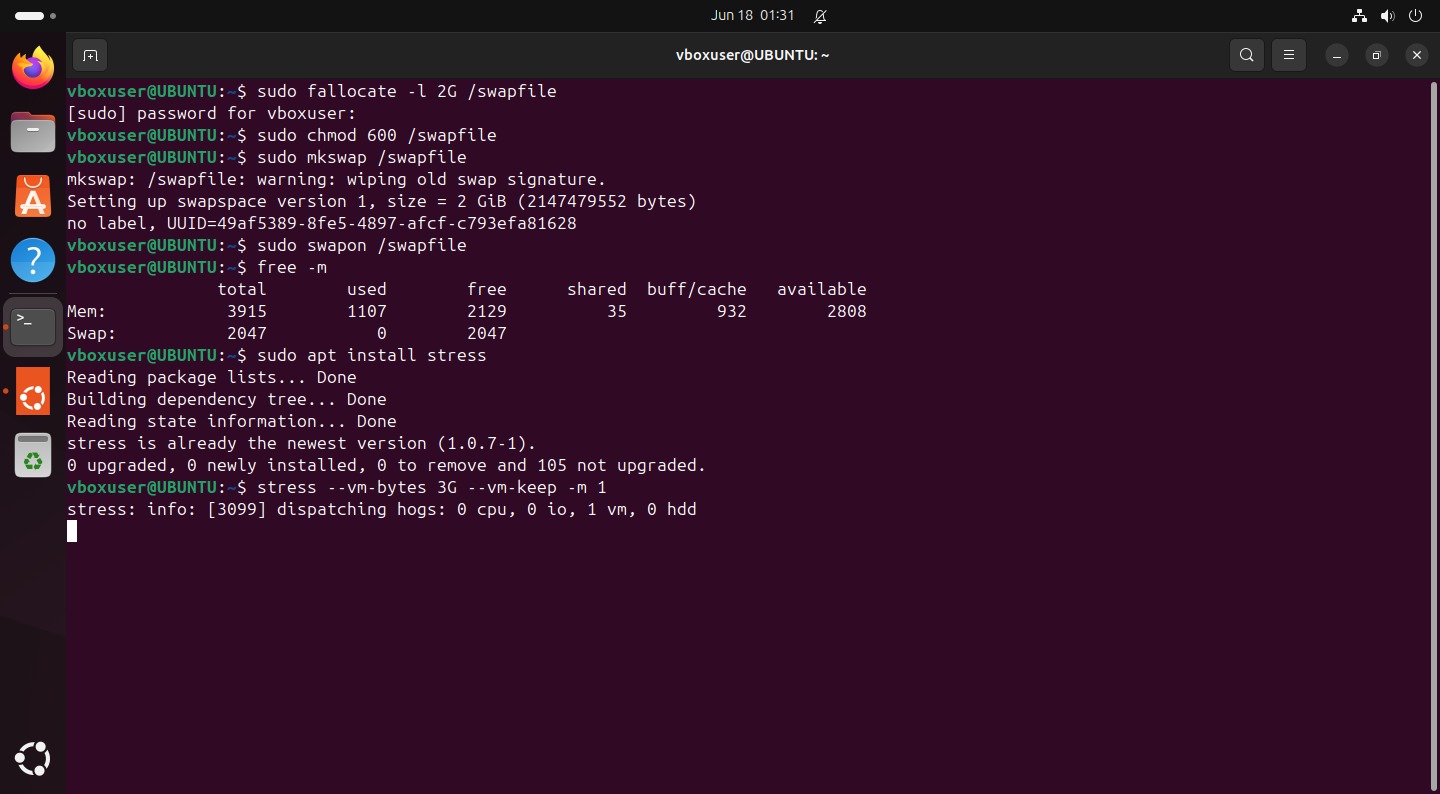 Jun 18 01:31
vboxuser@UBUNTU: ~
vboxuser@UBUNTU:~$ sudo fallocate -l 2G /swapfile
[sudo] password for vboxuser:
vboxuser@UBUNTU:~$ sudo chmod 600 /swapfile
vboxuser@UBUNTU:~$ sudo mkswap /swapfile
mkswap: /swapfile: warning: wiping old swap signature.
Setting up swapspace version 1, size = 2 GiB (2147479552 bytes)
no label, UUID=49af5389-8fe5-4897-afcf-c793efa81628
vboxuser@UBUNTU:~$ sudo swapon /swapfile
vboxuser@UBUNTU:~$ free -m
total used free shared buff/cache available
Mem: 3915 1107 2129 35 932 2808
Swap: 2047 0 2047
vboxuser@UBUNTU:~$ sudo apt install stress
Reading package lists... Done
Building dependency tree... Done
Reading state information... Done
stress is already the newest version (1.0.7-1).
0 upgraded, 0 newly installed, 0 to remove and 105 not upgraded.
vboxuser@UBUNTU:~$ stress --vm-bytes 3G --vm-keep -m 1
stress: info: [3099] dispatching hogs: 0 cpu, 0 io, 1 vm, 0 hdd